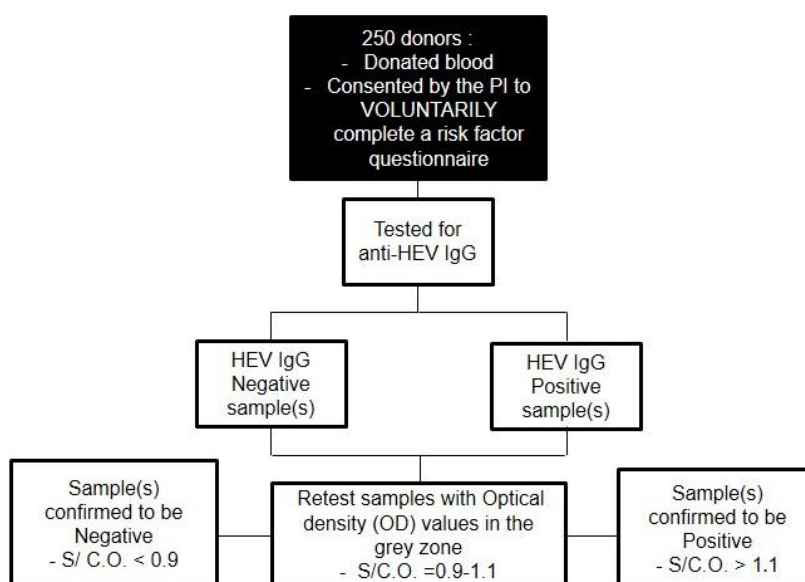 250 donors :
- Donated blood
- Consented by the PI to
VOLUNTARILY
complete a risk factor
questionnaire
Tested for
anti-HEV IgG
HEV IgG
Negative
sample(s)
HEV IgG
Positive
sample(s)
Sample(s)
confirmed to be
Negative
- S/ C.O. < 0.9
Retest samples with Optical
density (OD) values in the
grey zone
- S/C.O. =0.9-1.1
Sample(s)
confirmed to be
Positive
- S/C.O. > 1.1